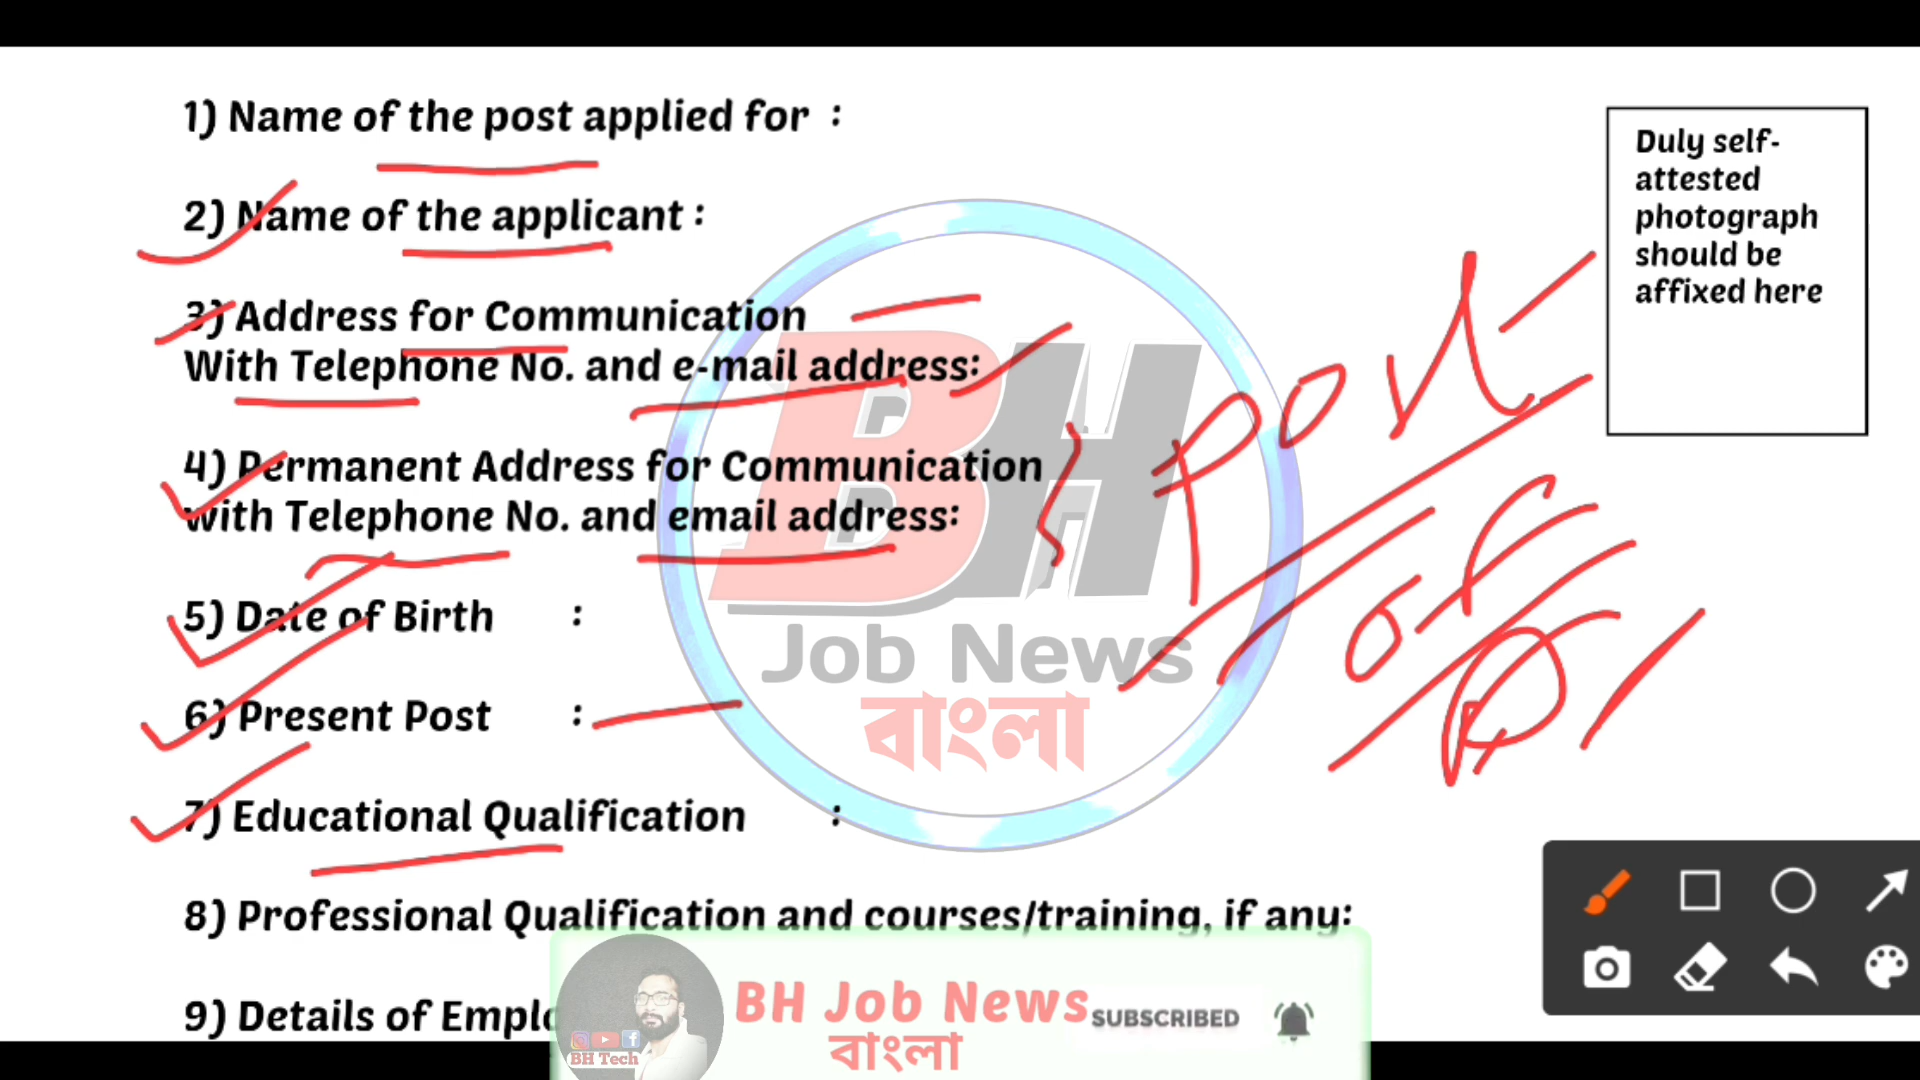 1) Name of the post applied for :
2) Name of the applicant :
3) Address for Communication
With Telephone No. and e-mail address:
4) Permanent Address for Communication
with Telephone No. and email address:
5) Date of Birth :
6) Present Post :
7) Educational Qualification :
8) Professional Qualification and courses/training, if any:
9) Details of
Duly self-
attested
photograph
should be
affixed here
Post
of
BH
Job News
বাংলা
BH Tech
BH Job News
বাংলা
SUBSCRIBED